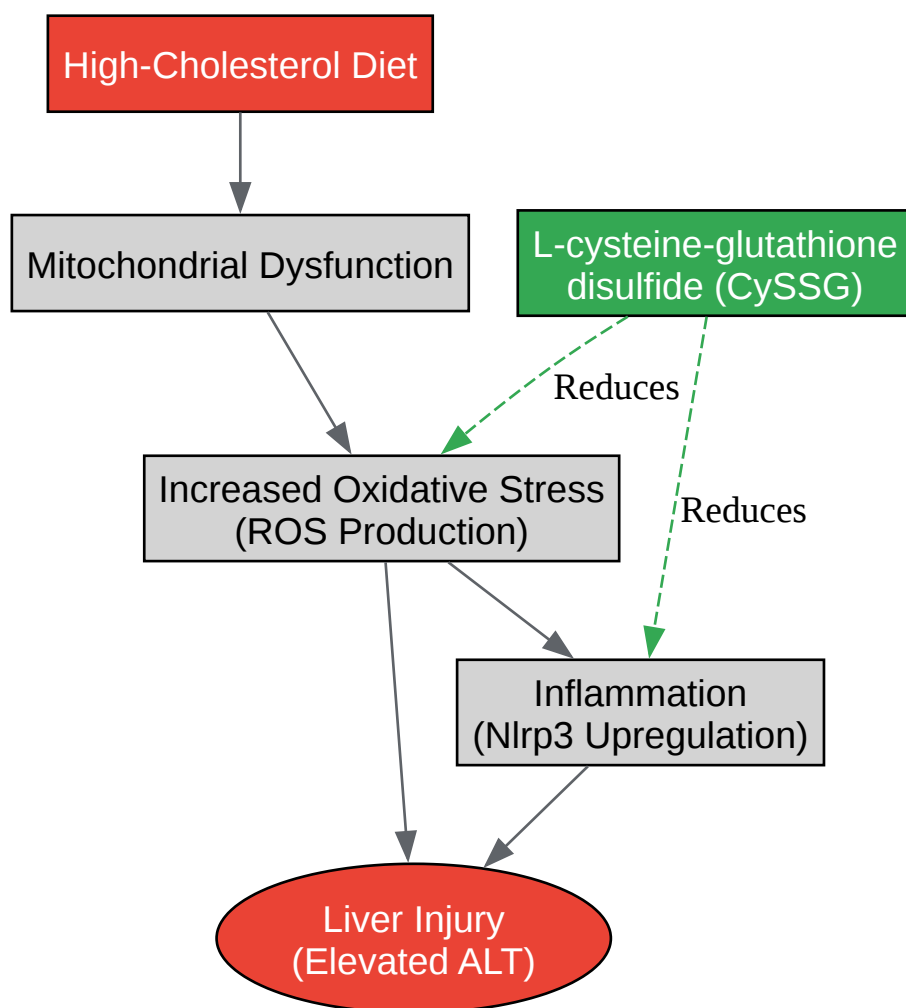 High-Cholesterol Diet
Mitochondrial Dysfunction
L-cysteine-glutathione
disulfide (CySSG)
Reduces
Increased Oxidative Stress
(ROS Production)
Reduces
Inflammation
(Nlrp3 Upregulation)
Liver Injury
(Elevated ALT)